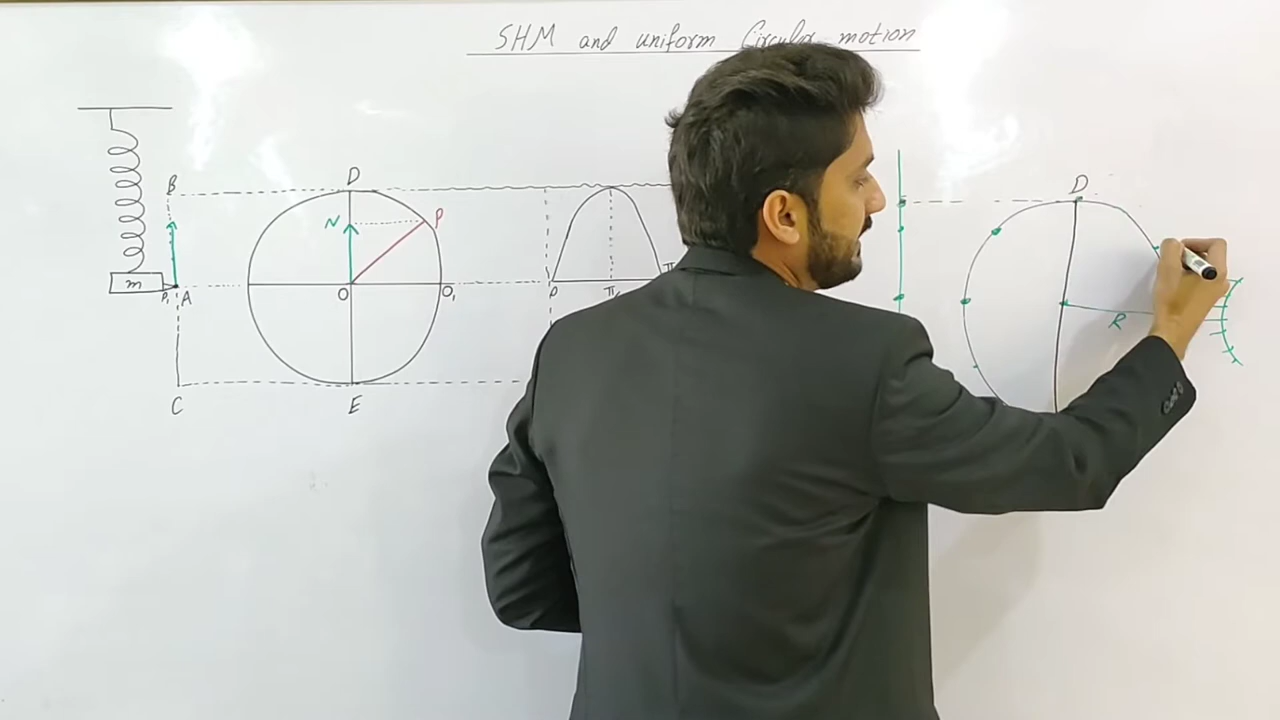 SHM and uniform Circular motion
D
D
B
N
P
m
P₁
A
O
O₁
O
R
C
E